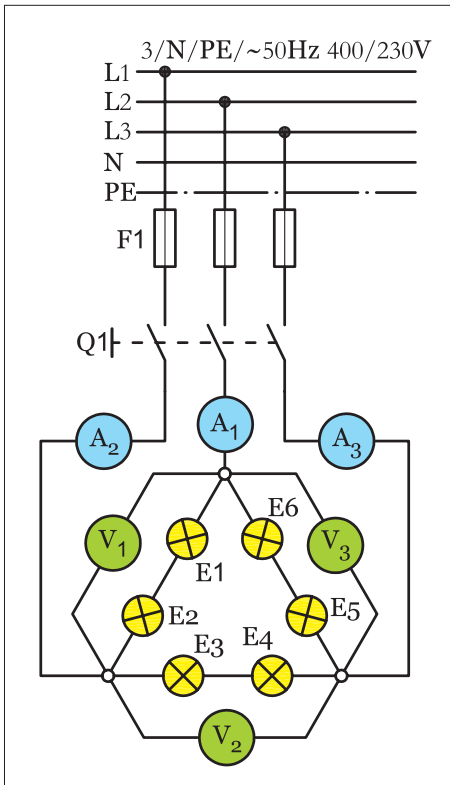 3/N/PE/~50Hz 400/230V
L1
L2
L3
N
PE
F1
Q1
A₁
A₂
A₃
E6
V₁
V₃
E1
E2
E5
E3
E4
V₂